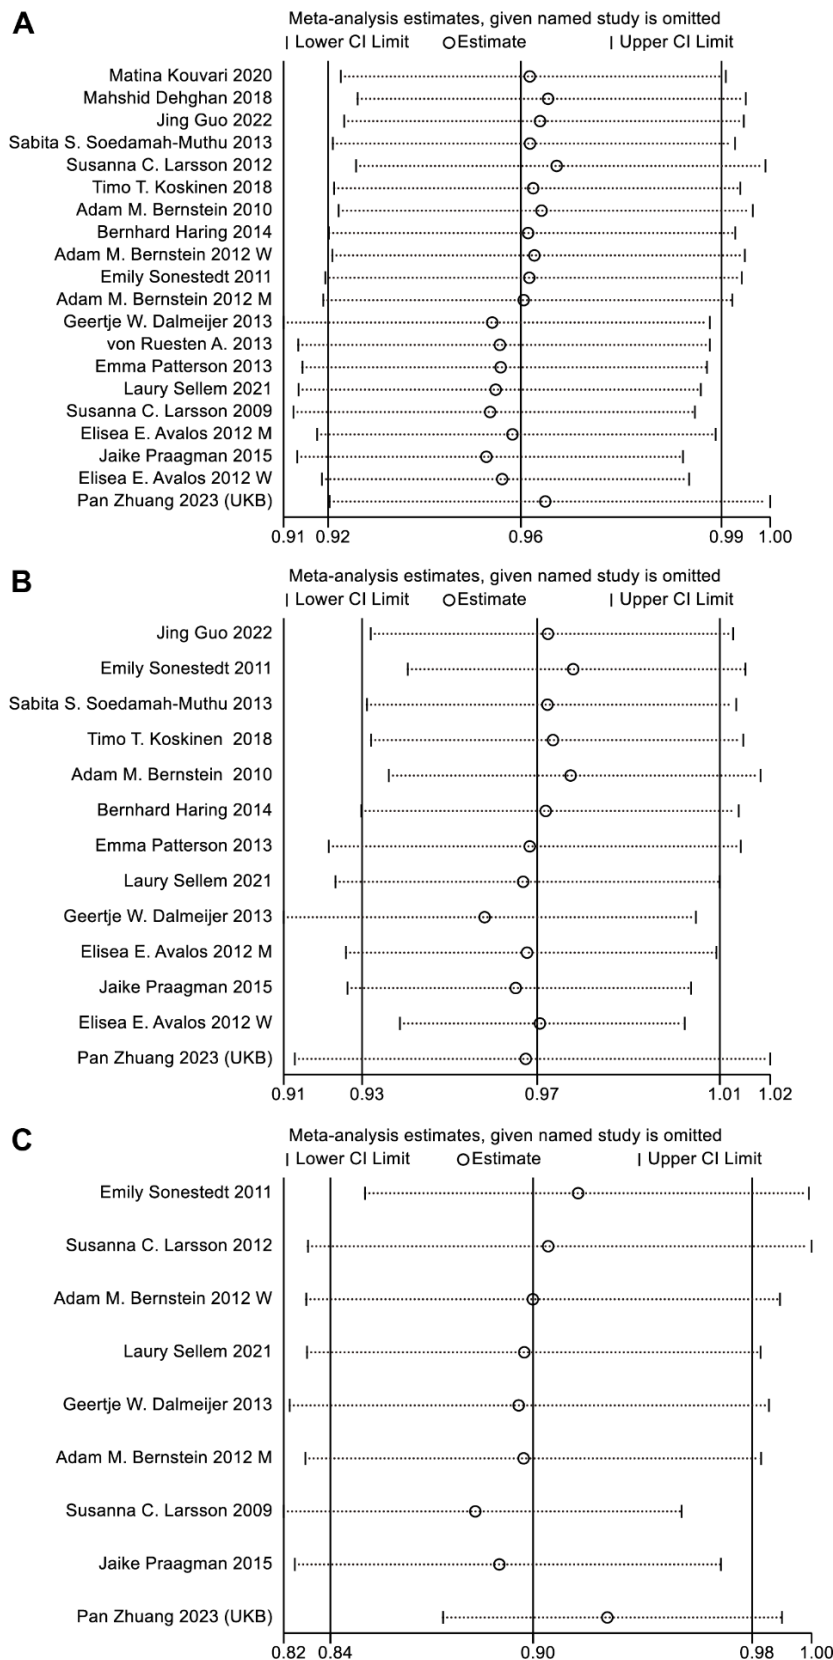 A
Meta-analysis estimates, given named study is omitted
| Lower CI Limit ○Estimate | Upper CI Limit
Matina Kouvari 2020
Mahshid Dehghan 2018
Jing Guo 2022
Sabita S. Soedamah-Muthu 2013
Susanna C. Larsson 2012
Timo T. Koskinen 2018
Adam M. Bernstein 2010
Bernhard Haring 2014
Adam M. Bernstein 2012 W
Emily Sonestedt 2011
Adam M. Bernstein 2012 M
Geertje W. Dalmeijer 2013
von Ruesten A. 2013
Emma Patterson 2013
Laury Sellem 2021
Susanna C. Larsson 2009
Elisea E. Avalos 2012 M
Jaike Praagman 2015
Elisea E. Avalos 2012 W
Pan Zhuang 2023 (UKB)
0.91 0.92 0.96 0.99 1.00
B
Meta-analysis estimates, given named study is omitted
| Lower CI Limit ○Estimate | Upper CI Limit
Jing Guo 2022
Emily Sonestedt 2011
Sabita S. Soedamah-Muthu 2013
Timo T. Koskinen 2018
Adam M. Bernstein 2010
Bernhard Haring 2014
Emma Patterson 2013
Laury Sellem 2021
Geertje W. Dalmeijer 2013
Elisea E. Avalos 2012 M
Jaike Praagman 2015
Elisea E. Avalos 2012 W
Pan Zhuang 2023 (UKB)
0.91 0.93 0.97 1.01 1.02
C
Meta-analysis estimates, given named study is omitted
| Lower CI Limit ○Estimate | Upper CI Limit
Emily Sonestedt 2011
Susanna C. Larsson 2012
Adam M. Bernstein 2012 W
Laury Sellem 2021
Geertje W. Dalmeijer 2013
Adam M. Bernstein 2012 M
Susanna C. Larsson 2009
Jaike Praagman 2015
Pan Zhuang 2023 (UKB)
0.82 0.84 0.90 0.98 1.00